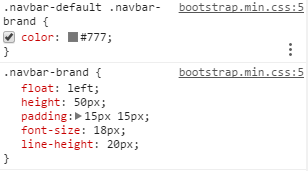 .navbar-default .navbar- bootstrap.min.css:5
brand {
color: #777;
}
.navbar-brand { bootstrap.min.css:5
float: left;
height: 50px;
padding: 15px 15px;
font-size: 18px;
line-height: 20px;
}